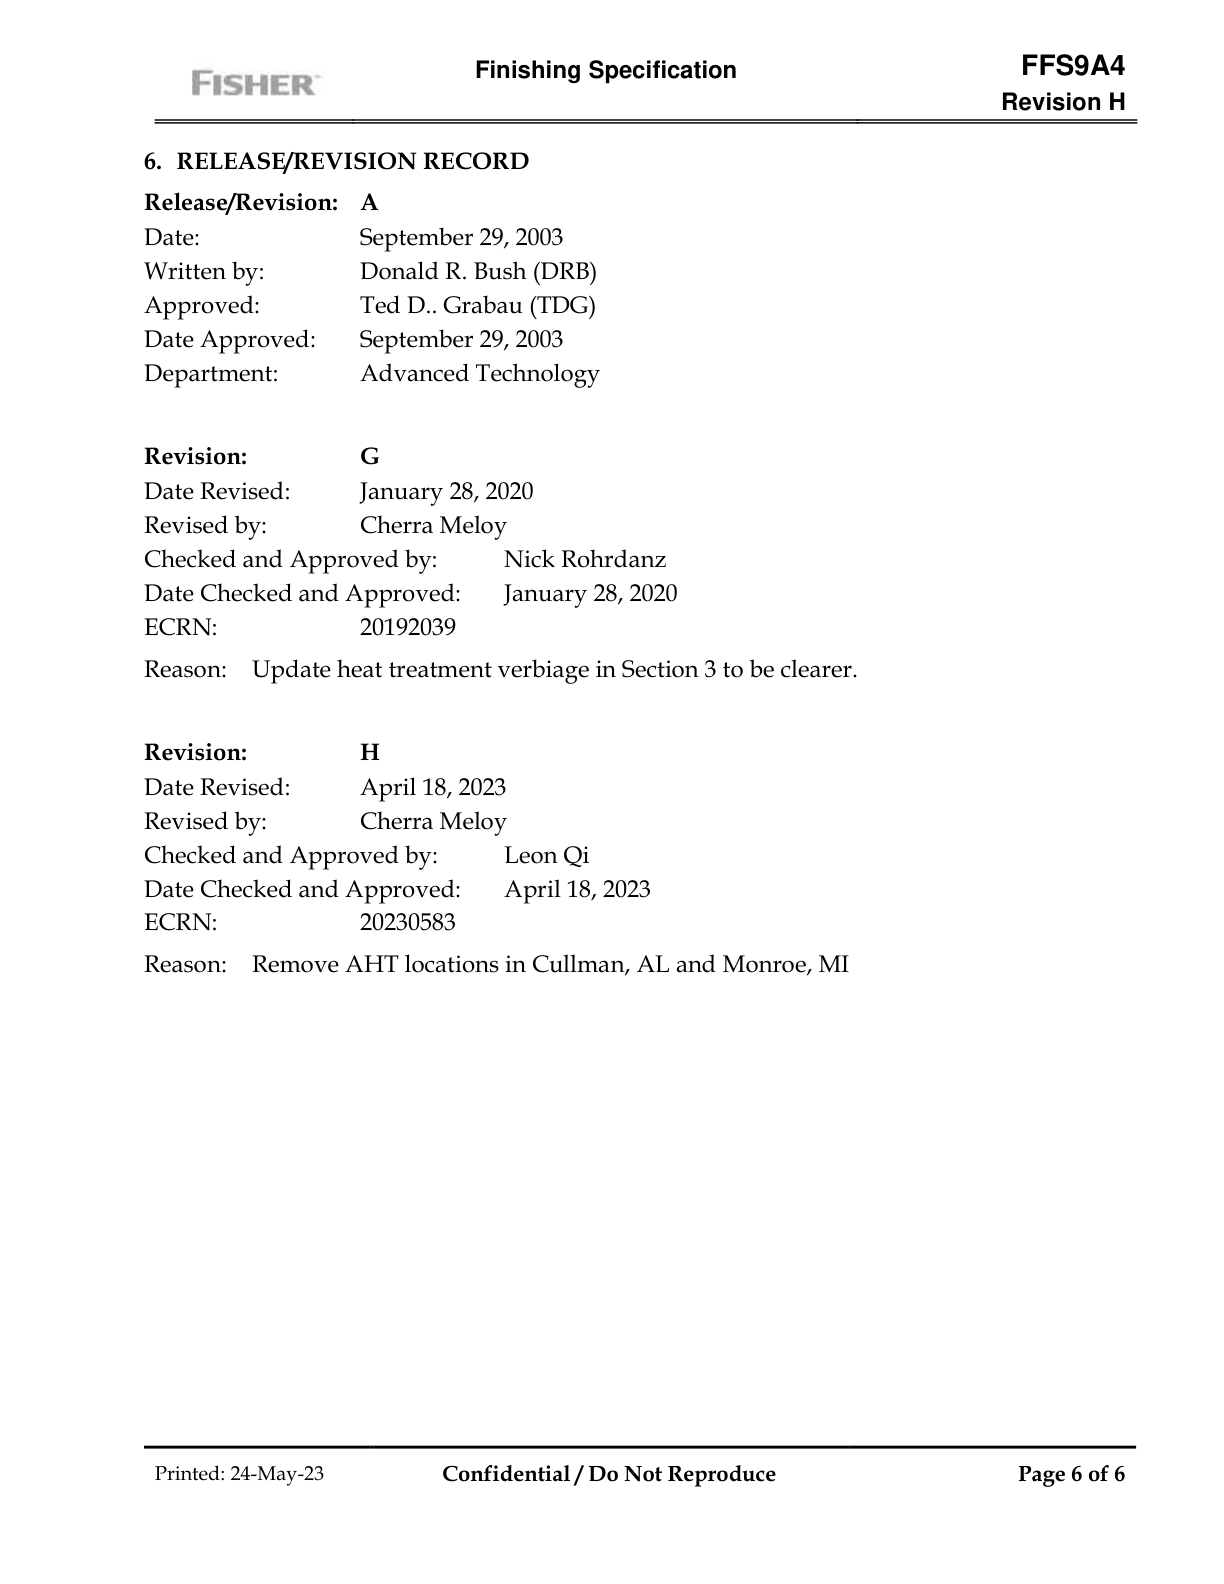 FISHER
Finishing Specification
FFS9A4
Revision H
6. RELEASE/REVISION RECORD
Release/Revision: A
Date: September 29, 2003
Written by: Donald R. Bush (DRB)
Approved: Ted D.. Grabau (TDG)
Date Approved: September 29, 2003
Department: Advanced Technology
Revision: G
Date Revised: January 28, 2020
Revised by: Cherra Meloy
Checked and Approved by: Nick Rohrdanz
Date Checked and Approved: January 28, 2020
ECRN: 20192039
Reason: Update heat treatment verbiage in Section 3 to be clearer.
Revision: H
Date Revised: April 18, 2023
Revised by: Cherra Meloy
Checked and Approved by: Leon Qi
Date Checked and Approved: April 18, 2023
ECRN: 20230583
Reason: Remove AHT locations in Cullman, AL and Monroe, MI
Printed: 24-May-23 Confidential / Do Not Reproduce Page 6 of 6